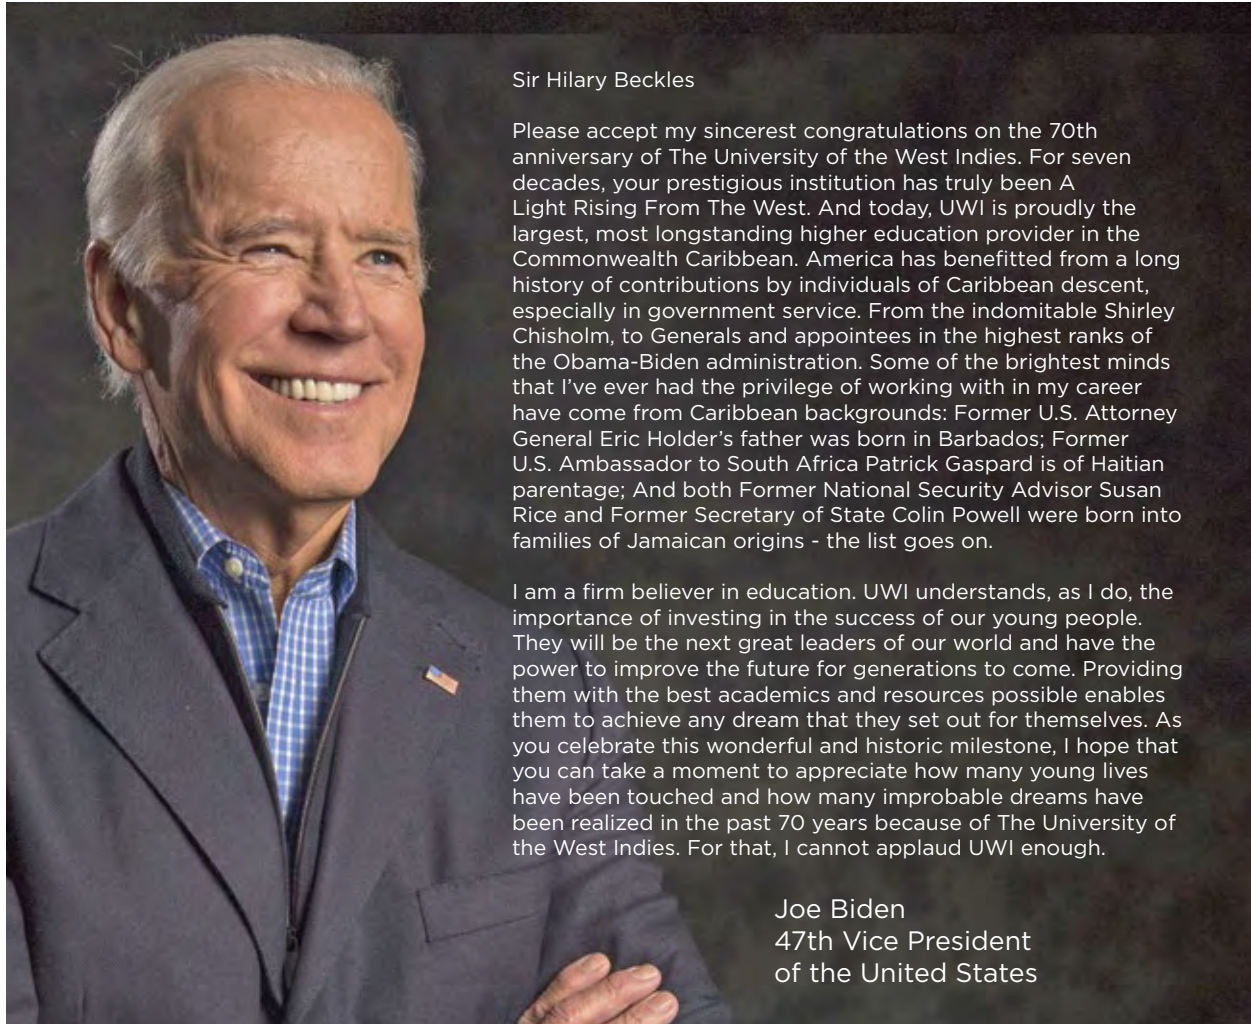 Sir Hilary Beckles
Please accept my sincerest congratulations on the 70th
anniversary of The University of the West Indies. For seven
decades, your prestigious institution has truly been A
Light Rising From The West. And today, UWI is proudly the
largest, most longstanding higher education provider in the
Commonwealth Caribbean. America has benefitted from a long
history of contributions by individuals of Caribbean descent,
especially in government service. From the indomitable Shirley
Chisholm, to Generals and appointees in the highest ranks of
the Obama-Biden administration. Some of the brightest minds
that I’ve ever had the privilege of working with in my career
have come from Caribbean backgrounds: Former U.S. Attorney
General Eric Holder’s father was born in Barbados; Former
U.S. Ambassador to South Africa Patrick Gaspard is of Haitian
parentage; And both Former National Security Advisor Susan
Rice and Former Secretary of State Colin Powell were born into
families of Jamaican origins - the list goes on.
I am a firm believer in education. UWI understands, as I do, the
importance of investing in the success of our young people.
They will be the next great leaders of our world and have the
power to improve the future for generations to come. Providing
them with the best academics and resources possible enables
them to achieve any dream that they set out for themselves. As
you celebrate this wonderful and historic milestone, I hope that
you can take a moment to appreciate how many young lives
have been touched and how many improbable dreams have
been realized in the past 70 years because of The University of
the West Indies. For that, I cannot applaud UWI enough.
Joe Biden
47th Vice President
of the United States